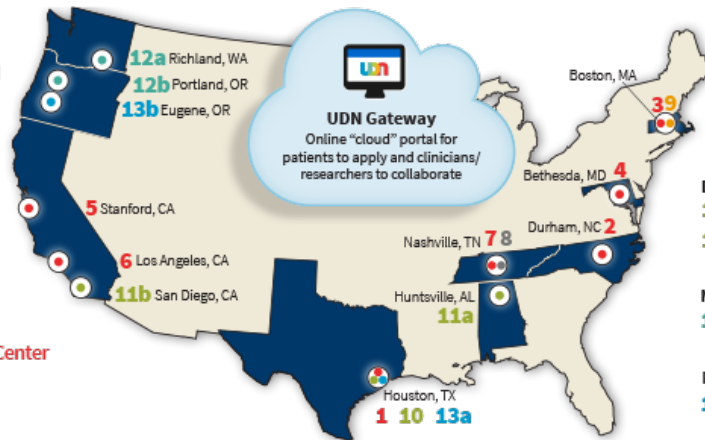 12a Richland, WA
12b Portland, OR
13b Eugene, OR
udn
UDN Gateway
Online “cloud” portal for
patients to apply and clinicians/
researchers to collaborate
Boston, MA
39
Bethesda, MD 4
Durham, NC 2
5 Stanford, CA
Nashville, TN 7 8
6 Los Angeles, CA
11b San Diego, CA
Huntsville, AL
11a
Center
Houston, TX
1 10 13a